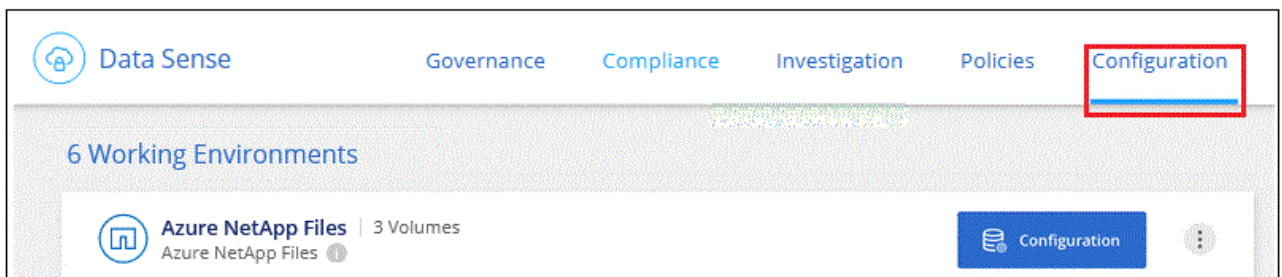 Data Sense Governance Compliance Investigation Policies Configuration
6 Working Environments
Azure NetApp Files | 3 Volumes
Azure NetApp Files
Configuration